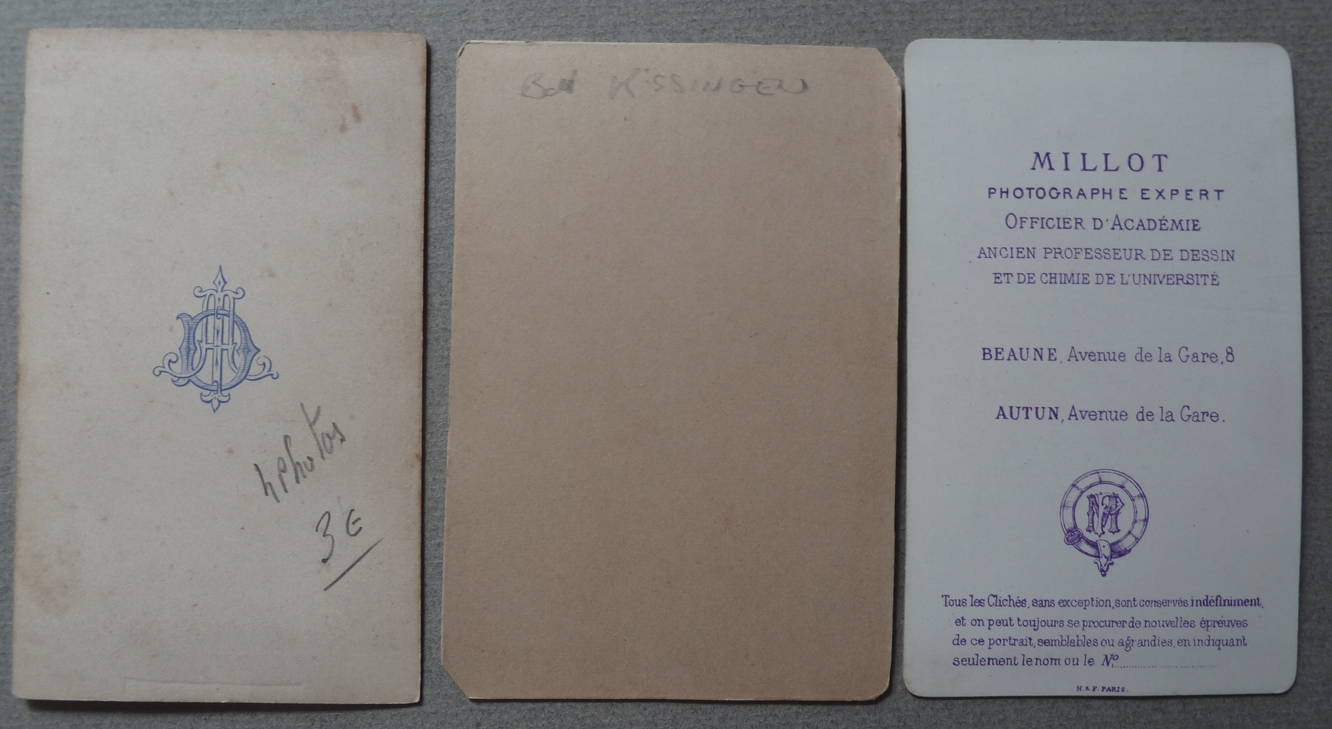 4 photos
3 €
Bad KiSSINGEN
MILLOT
PHOTOGRAPHE EXPERT
OFFICIER D'ACADÉMIE
ANCIEN PROFESSEUR DE DESSIN
ET DE CHIMIE DE L'UNIVERSITÉ
BEAUNE, Avenue de la Gare, 8
AUTUN, Avenue de la Gare.
Tous les Clichés, sans exception, sont conservés indéfiniment,
et on peut toujours se procurer de nouvelles épreuves
de ce portrait, semblables ou agrandies, en indiquant
seulement le nom ou le No
H & F. PARIS.